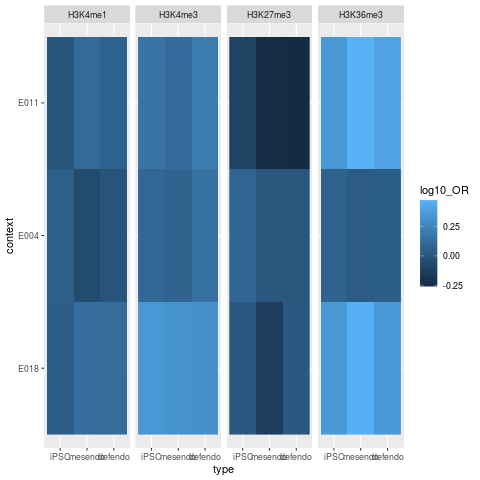 H3K4me1 H3K4me3 H3K27me3 H3K36me3
E011
E004
E018
context
log10_OR
0.25
0.00
-0.25
iPSC mesendo defendo iPSC mesendo defendo iPSC mesendo defendo iPSC mesendo defendo
type